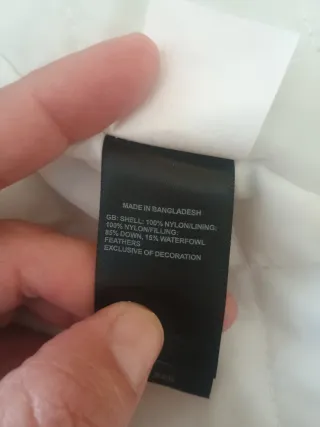 MADE IN BANGLADESH
GB: SHELL: 100% NYLON/LINING:
100% NYLON/FILLING:
85% DOWN, 15% WATERFOWL
FEATHERS
EXCLUSIVE OF DECORATION